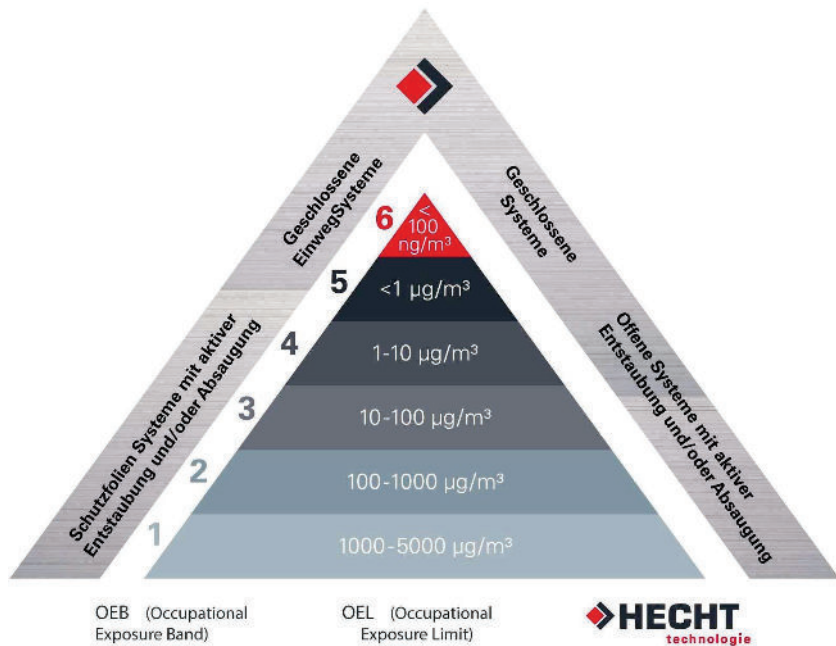 Geschlossene
EinwegSysteme
Geschlossene
Systeme
6
<
100
ng/m³
5
<1 µg/m³
4
1-10 µg/m³
Schutzfolien Systeme mit aktiver
Entstaubung und/oder Absaugung
Offene Systeme mit aktiver
Entstaubung und/oder Absaugung
3
10-100 µg/m³
2
100-1000 µg/m³
1
1000-5000 µg/m³
OEB (Occupational
Exposure Band)
OEL (Occupational
Exposure Limit)
HECHT
technologie